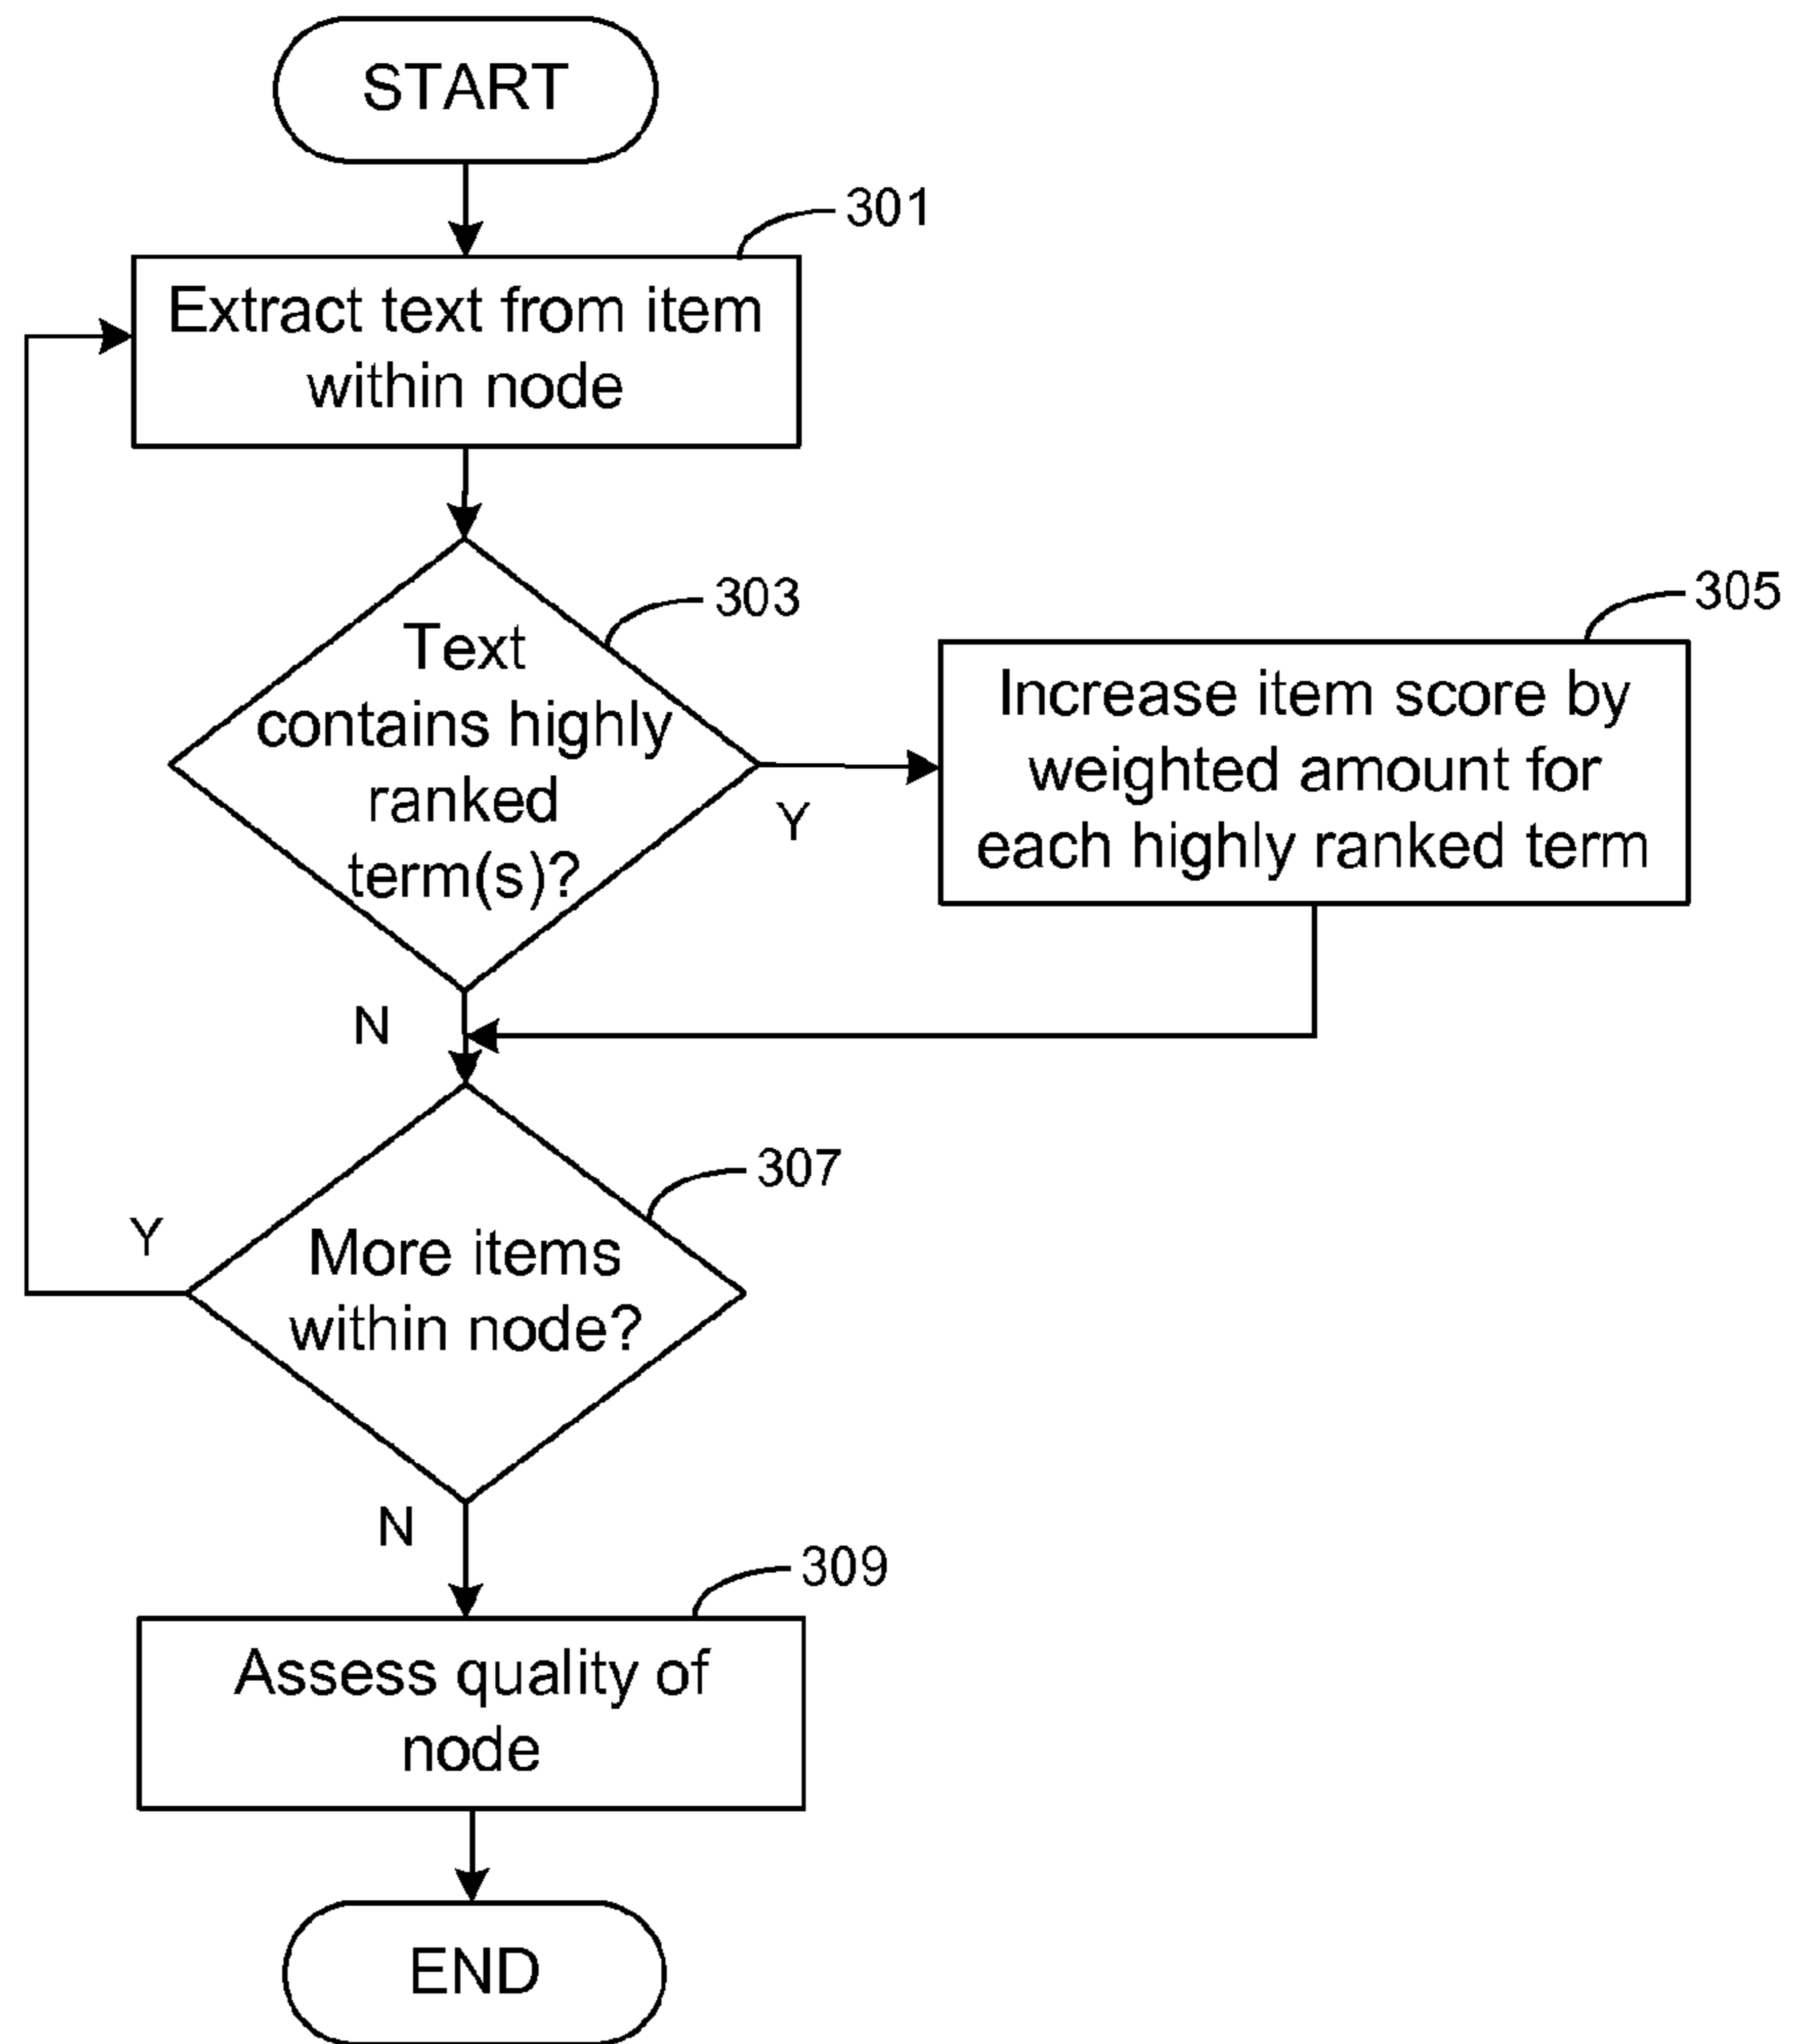 START
301
Extract text from item
within node
303
Text
contains highly
ranked
term(s)?
Y
305
Increase item score by
weighted amount for
each highly ranked term
N
307
More items
within node?
Y
N
309
Assess quality of
node
END